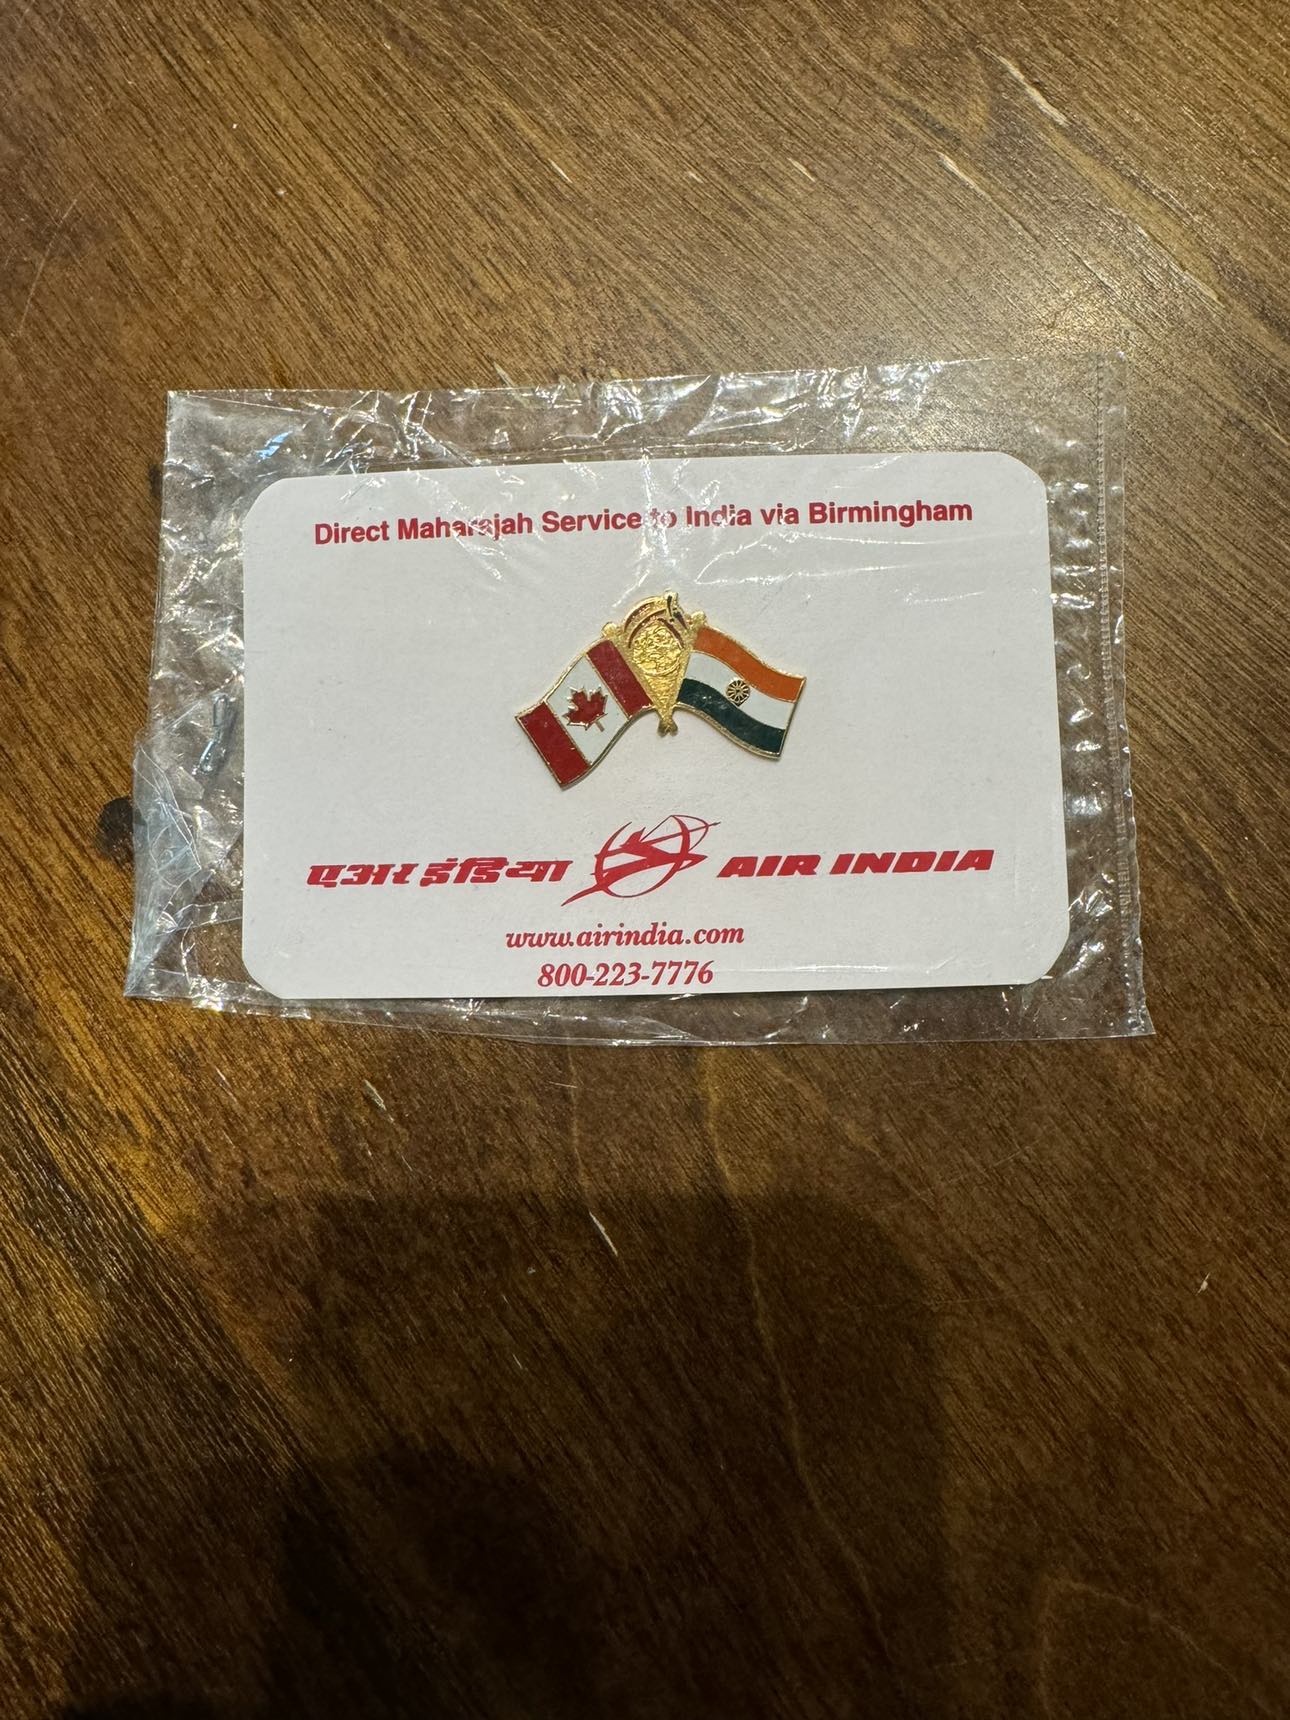 Direct Maharajah Service to India via Birmingham
एअर इंडिया AIR INDIA
www.airindia.com
800-223-7776